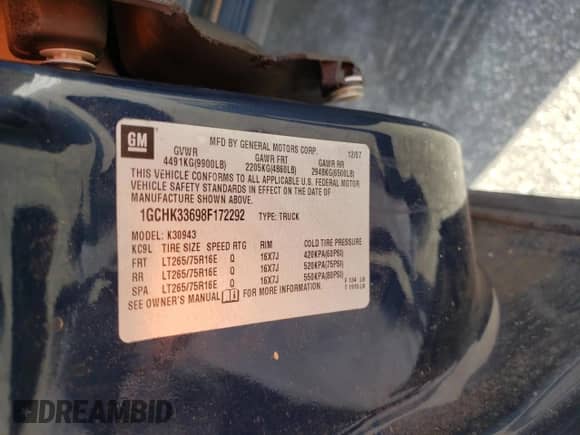 GM
MFD BY GENERAL MOTORS CORP. 12/07
GVWR GAWR FRT GAWR RR
4491KG(9900LB) 2205KG(4860LB) 2948KG(6500LB)
THIS VEHICLE CONFORMS TO ALL APPLICABLE U.S. FEDERAL MOTOR
VEHICLE SAFETY STANDARDS IN EFFECT ON THE DATE OF
MANUFACTURE SHOWN ABOVE.
1GCHK33698F172292 TYPE: TRUCK
MODEL: K30943
KC9L TIRE SIZE SPEED RTG RIM COLD TIRE PRESSURE
FRT LT265/75R16E Q 16X7J 420KPA(60PSI)
RR LT265/75R16E Q 16X7J 520KPA(75PSI)
SPA LT265/75R16E Q 16X7J 550KPA(80PSI)
SEE OWNER'S MANUAL FOR MORE INFORMATION.
DREAMBID